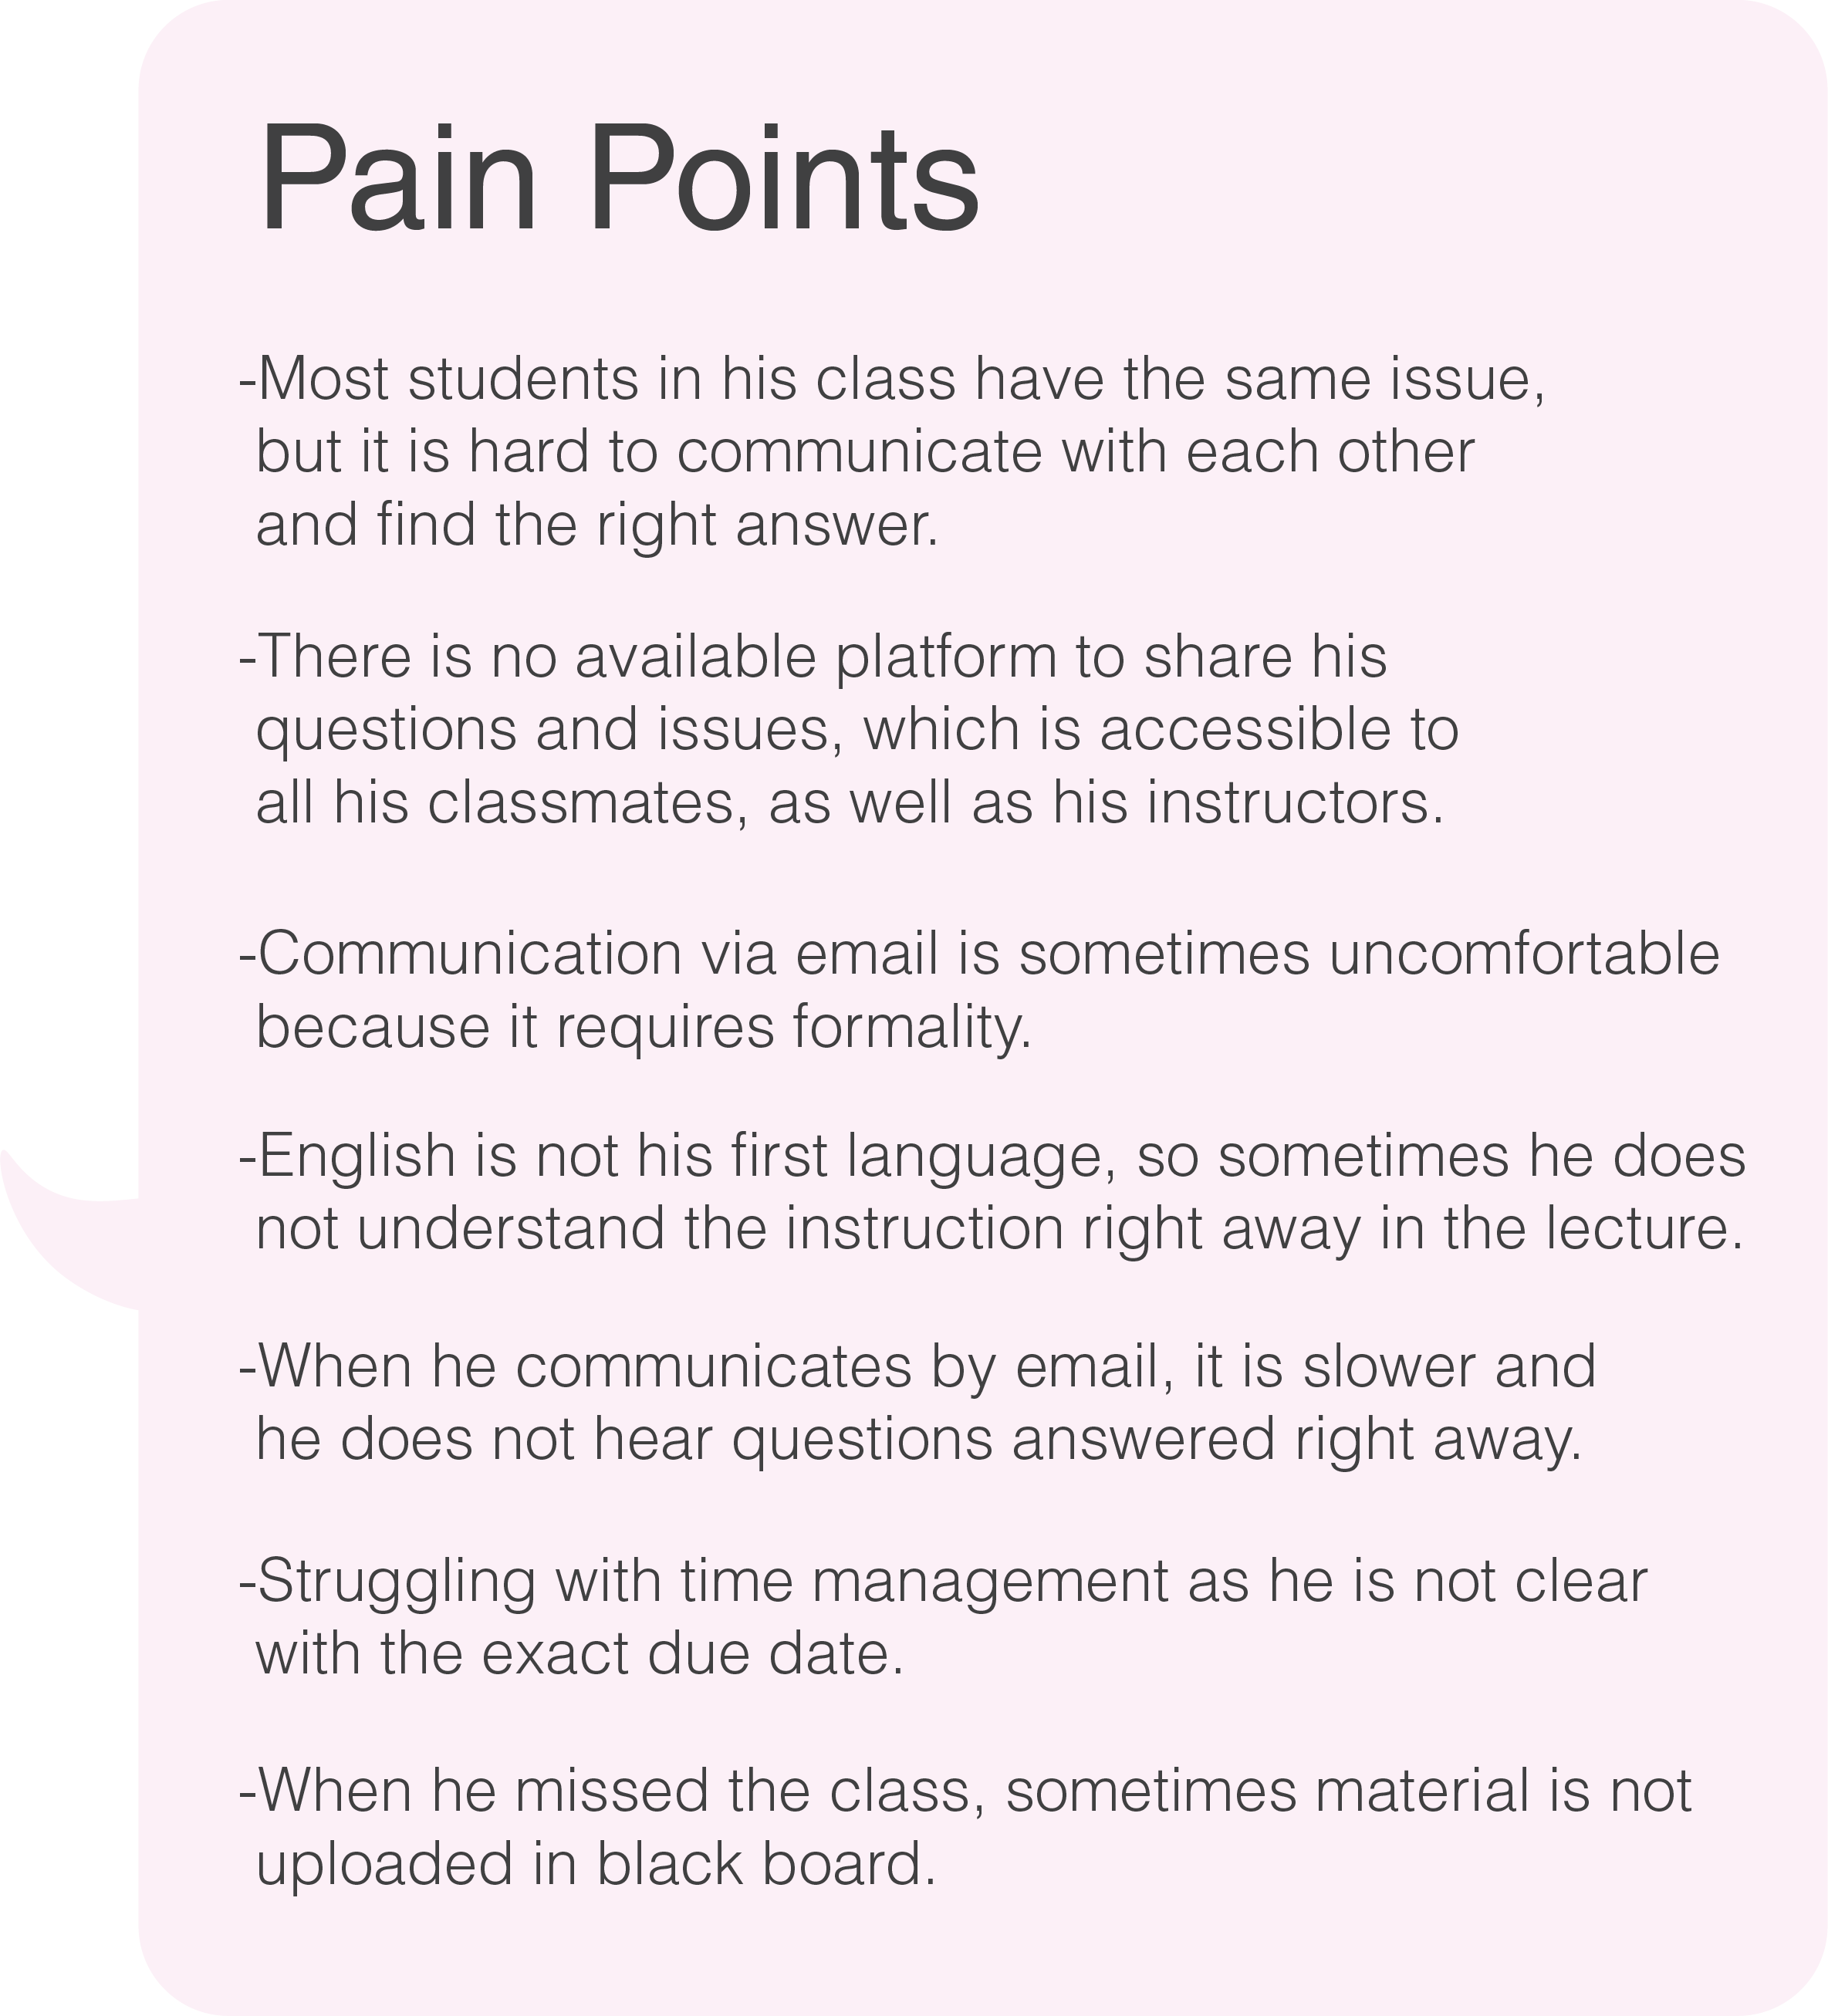 Pain Points
-Most students in his class have the same issue,
but it is hard to communicate with each other
and find the right answer.
-There is no available platform to share his
questions and issues, which is accessible to
all his classmates, as well as his instructors.
-Communication via email is sometimes uncomfortable
because it requires formality.
-English is not his first language, so sometimes he does
not understand the instruction right away in the lecture.
-When he communicates by email, it is slower and
he does not hear questions answered right away.
-Struggling with time management as he is not clear
with the exact due date.
-When he missed the class, sometimes material is not
uploaded in black board.